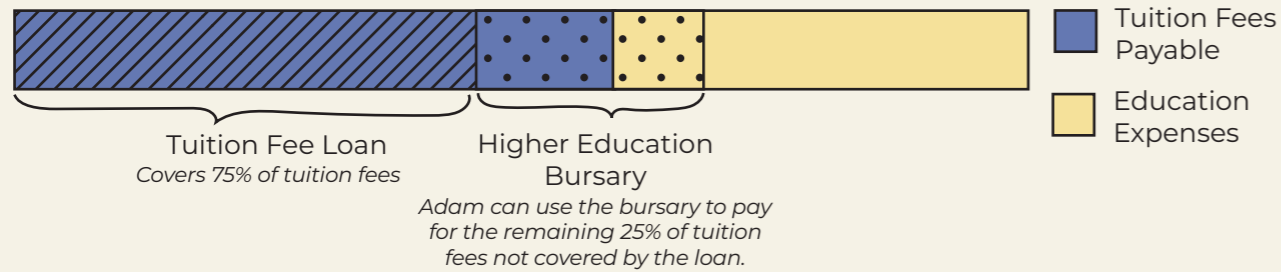 Tuition Fees
Payable
Education
Expenses
Tuition Fee Loan
Covers 75% of tuition fees
Higher Education
Bursary
Adam can use the bursary to pay
for the remaining 25% of tuition
fees not covered by the loan.